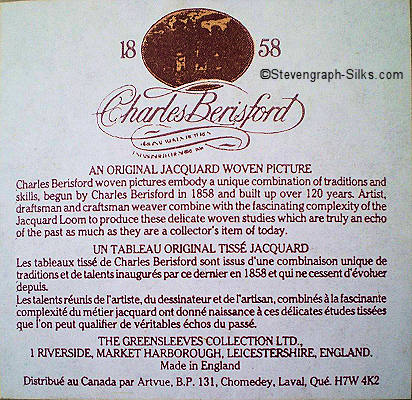 18 58
©Stevengraph-Silks.com
Charles Berisford
AN ORIGINAL JACQUARD WOVEN PICTURE
Charles Berisford woven pictures embody a unique combination of traditions and
skills, begun by Charles Berisford in 1858 and built up over 120 years. Artist,
draftsman and craftsman weaver combine with the fascinating complexity of the
Jacquard Loom to produce these delicate woven studies which are truly an echo
of the past as much as they are a collector's item of today.
UN TABLEAU ORIGINAL TISSÉ JACQUARD
Les tableaux tissé de Charles Berisford sont issus d'une combinaison unique de
traditions et de talents inaugurés par ce dernier en 1858 et qui ne cessent d'évoluer
depuis.
Les talents réunis de l'artiste, du dessinateur et de l'artisan, combinés à la fascinante
complexité du métier jacquard ont donné naissance à ces délicates études tissées
que l'on peut qualifier de véritables échos du passé.
THE GREENSLEEVES COLLECTION LTD.,
1 RIVERSIDE, MARKET HARBOROUGH, LEICESTERSHIRE, ENGLAND.
Made in England
Distribué au Canada par Artvue, B.P. 131, Chomedey, Laval, Qué. H7W 4K2